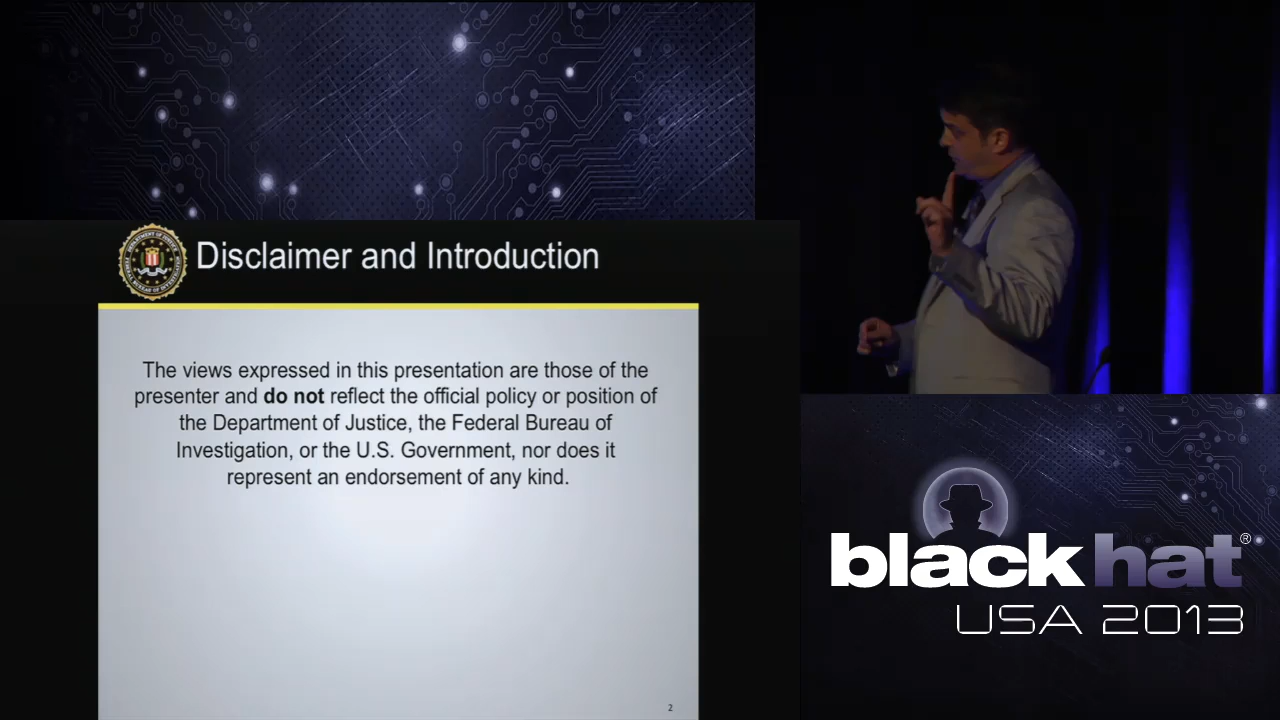 Disclaimer and Introduction
The views expressed in this presentation are those of the
presenter and do not reflect the official policy or position of
the Department of Justice, the Federal Bureau of
Investigation, or the U.S. Government, nor does it
represent an endorsement of any kind.
2
black hat®
USA 2013